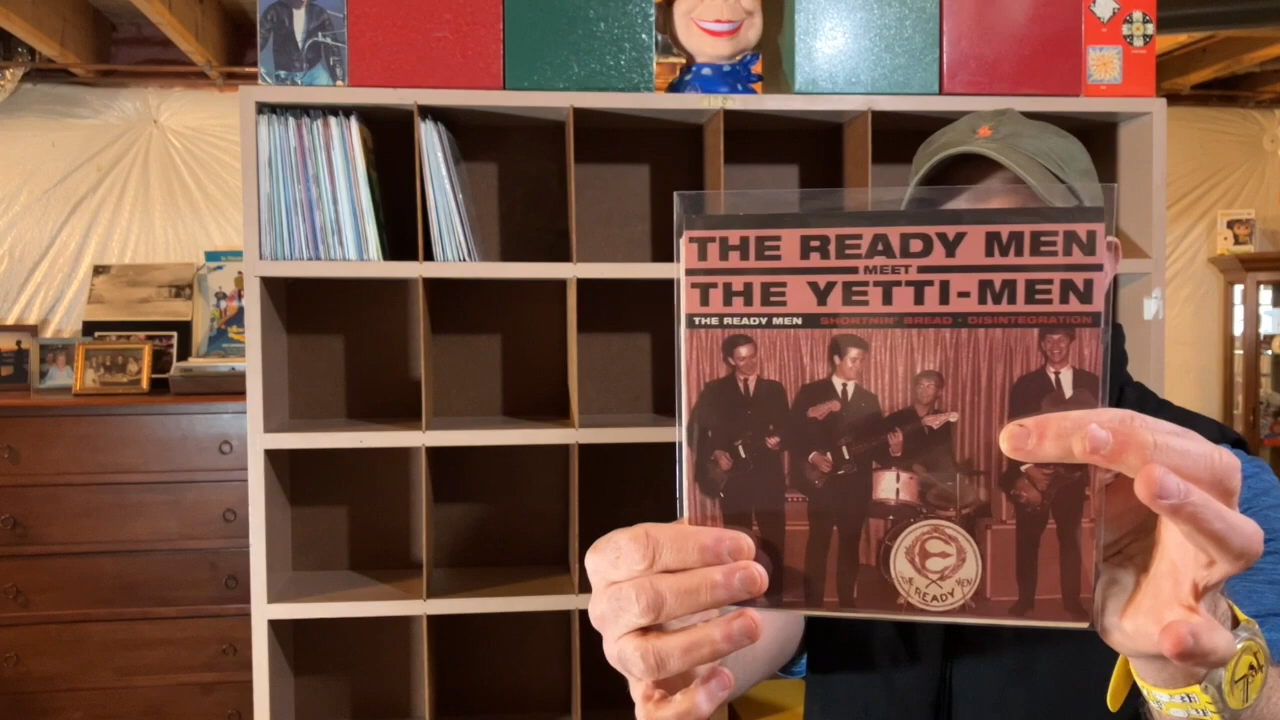 THE READY MEN
MEET
THE YETTI-MEN
THE READY MEN SHORTNIN' BREAD - DISINTEGRATION
THE READY MEN